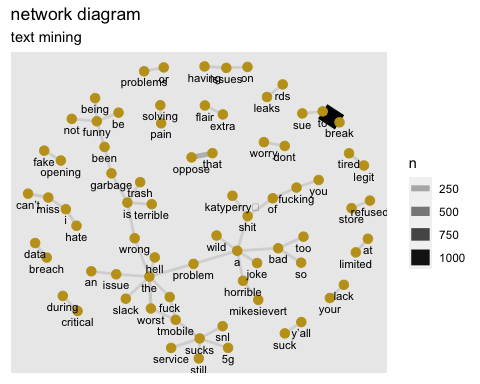 network diagram
text mining
problems or
having issues on
being
leaks rds
not funny be
solving
pain
flair
extra
sue to
break
fake
opening
been
oppose that
worry dont
tired
legit
garbage
trash
can't miss
is terrible
katyperry
of fucking you
store refused
i
hate
shit
data
breach
wrong
wild
a
bad
too
so
at
limited
hell
problem
joke
an issue the
horrible
lack
your
during
critical
slack
worst
fuck
tmobile
mikesievert
snl
sucks
service
still
5g
y'all
suck
n
250
500
750
1000